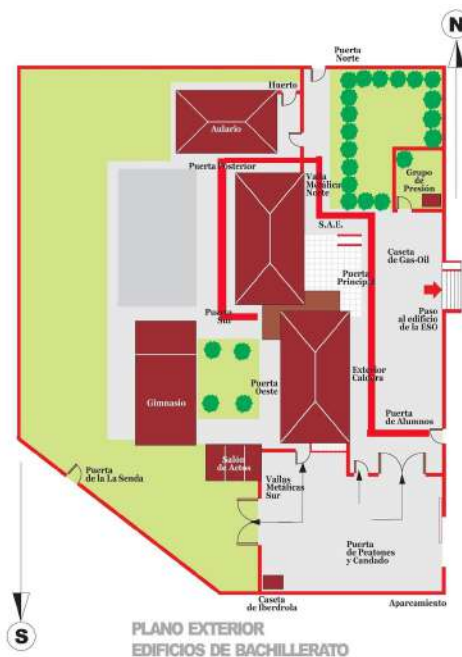 N
Puerta
Norte
Huerto
Aulario
Puerta Posterior
Valla
Metálica
Norte
Grupo
de
Presión
S.A.E.
Caseta
de Gas-Oil
Puerta
Principal
Paso
al edificio
de la ESO
Puerta
Sur
Puerta
Oeste
Exterior
Caldera
Gimnasio
Puerta
de Alumnos
Salón
de Actos
Puerta
de la La Senda
Vallas
Metálicas
Sur
Puerta
de Peatones
y Candado
Caseta
de Iberdrola
Aparcamiento
S
PLANO EXTERIOR
EDIFICIOS DE BACHILLERATO